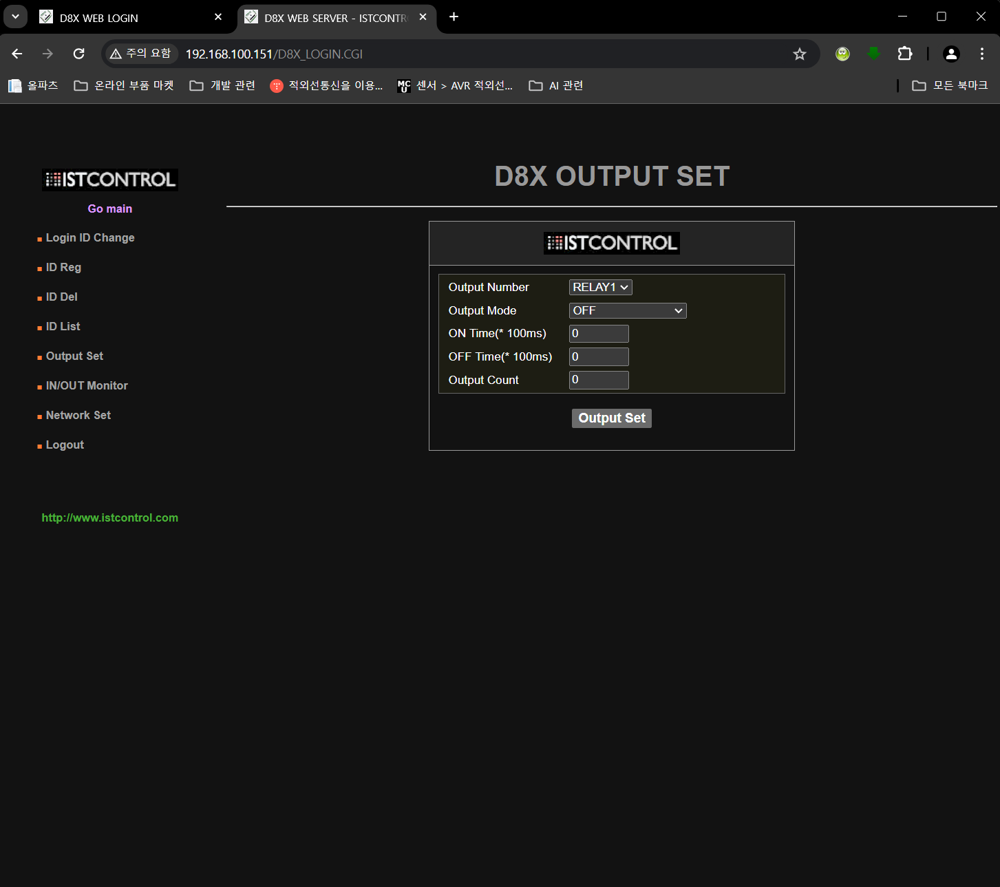 D8X WEB LOGIN
D8X WEB SERVER - ISTCONTR
주의 요함
192.168.100.151/D8X_LOGIN.CGI
올파츠
온라인 부품 마켓
개발 관련
적외선통신을 이용...
MCU
센서 > AVR 적외선...
AI 관련
모든 북마크
ISTCONTROL
Go main
Login ID Change
ID Reg
ID Del
ID List
Output Set
IN/OUT Monitor
Network Set
Logout
http://www.istcontrol.com
D8X OUTPUT SET
ISTCONTROL
Output Number RELAY1
Output Mode OFF
ON Time(* 100ms) 0
OFF Time(* 100ms) 0
Output Count 0
Output Set